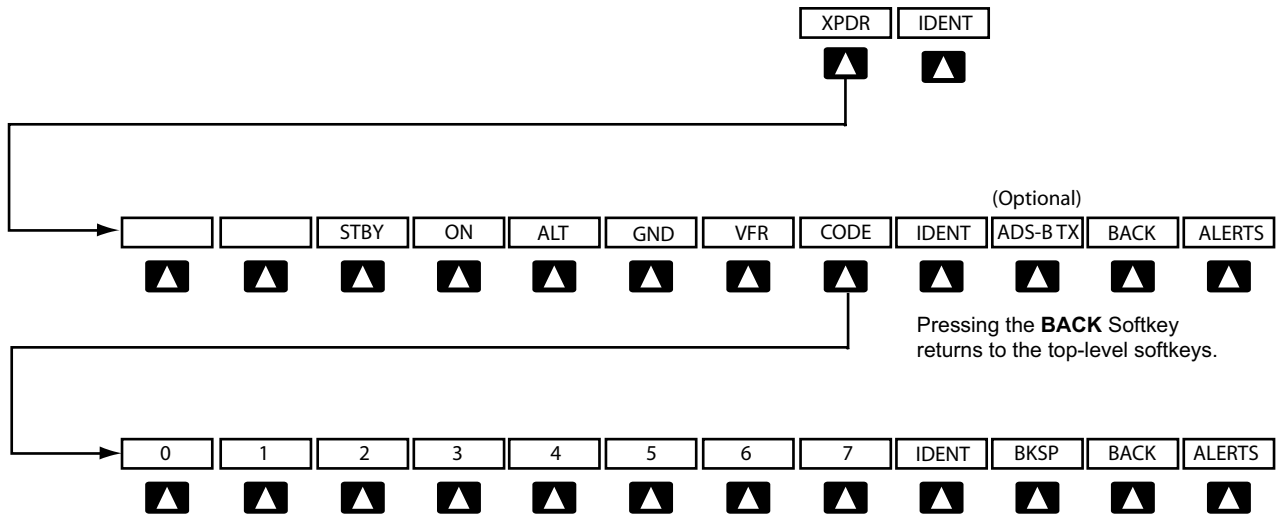 XPDR IDENT
(Optional)
STBY ON ALT GND VFR CODE IDENT ADS-B TX BACK ALERTS
Pressing the BACK Softkey
returns to the top-level softkeys.
0 1 2 3 4 5 6 7 IDENT BKSP BACK ALERTS